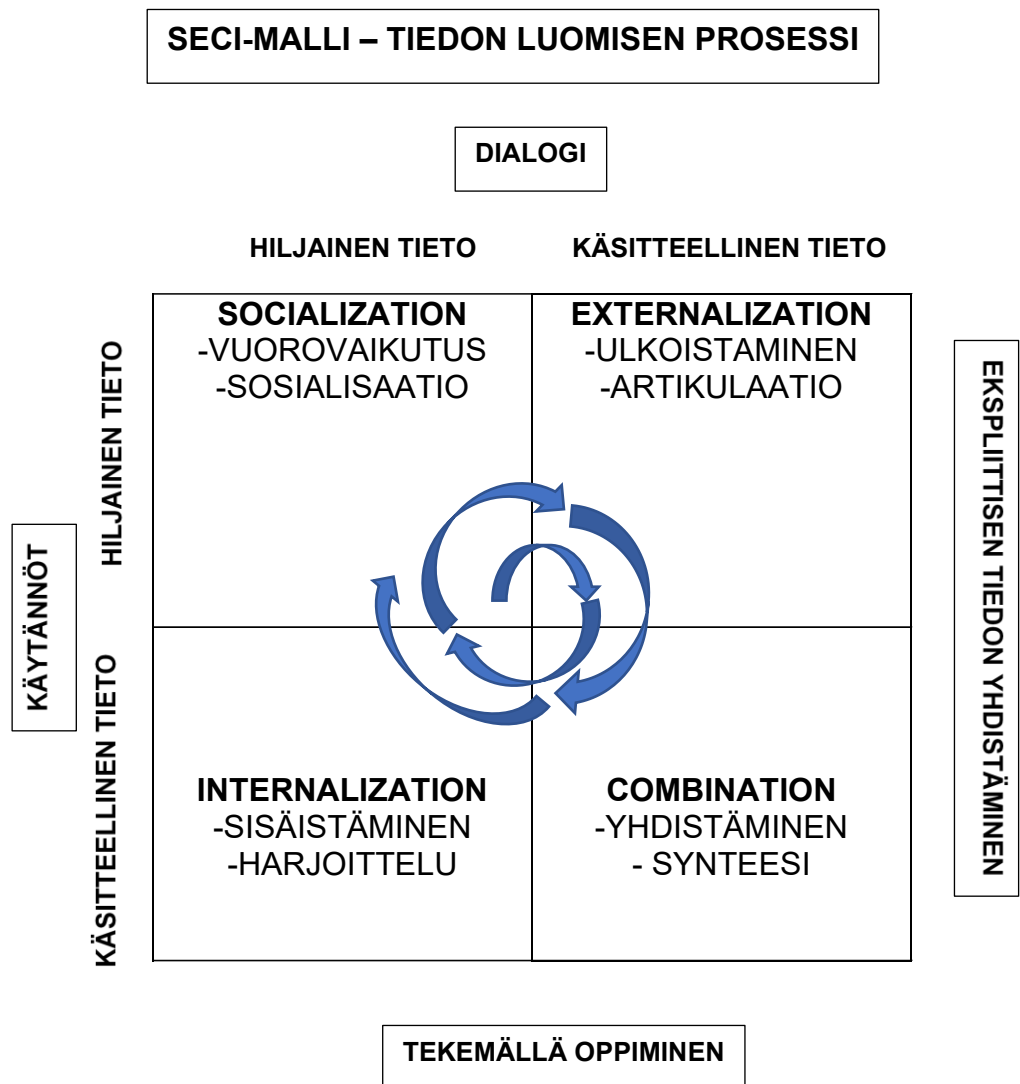 SECI-MALLI – TIEDON LUOMISEN PROSESSI
DIALOGI
HILJAINEN TIETO
KÄSITTEELLINEN TIETO
SOCIALIZATION
-VUOROVAIKUTUS
-SOSIALISAATIO
EXTERNALIZATION
-ULKOISTAMINEN
-ARTIKULAATIO
HILJAINEN TIETO
KÄYTÄNNÖT
KÄSITTEELLINEN TIETO
EKSPLIITTISEN TIEDON YHDISTÄMINEN
INTERNALIZATION
-SISÄISTÄMINEN
-HARJOITTELU
COMBINATION
-YHDISTÄMINEN
- SYNTEESI
TEKEMÄLLÄ OPPIMINEN